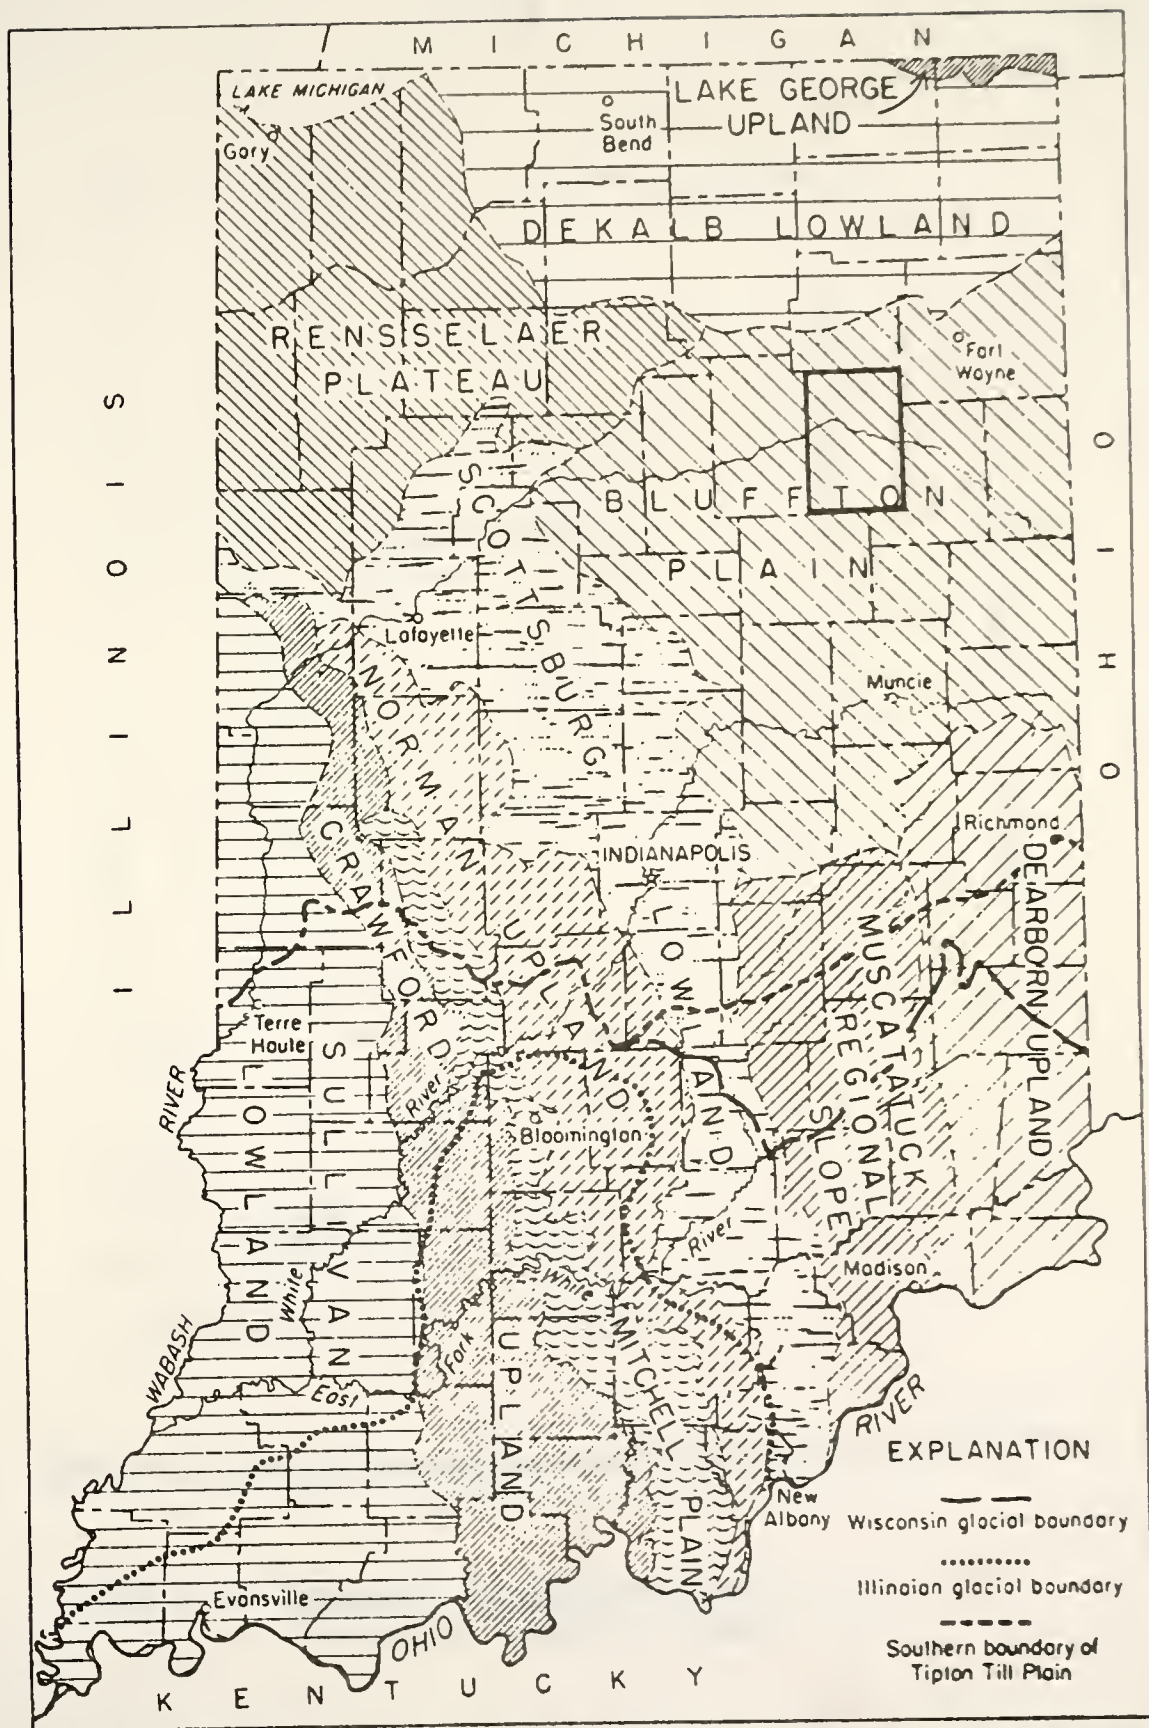 MICHIGAN
LAKE MICHIGAN
Gary
South
Bend
LAKE GEORGE
UPLAND
DEKALB LOWLAND
RENSSELAER
PLATEAU
Fort
Wayne
BLUFFTON
PLAIN
ILLINOIS
OHIO
SCOTTSBURG LOWLAND
Lafayette
NORMAN UPLAND
Muncie
CRAWFORD UPLAND
INDIANAPOLIS
Richmond
DEARBORN UPLAND
MUSCATATUCK
REGIONAL
SLOPE
Terre
Haute
SULLIVAN
LOWLAND
WABASH RIVER
White River
Bloomington
East Fork White River
MITCHELL PLAIN
Madison
OHIO RIVER
New
Albany
Evansville
KENTUCKY
EXPLANATION
Wisconsin glacial boundary
Illinoian glacial boundary
Southern boundary of
Tipton Till Plain